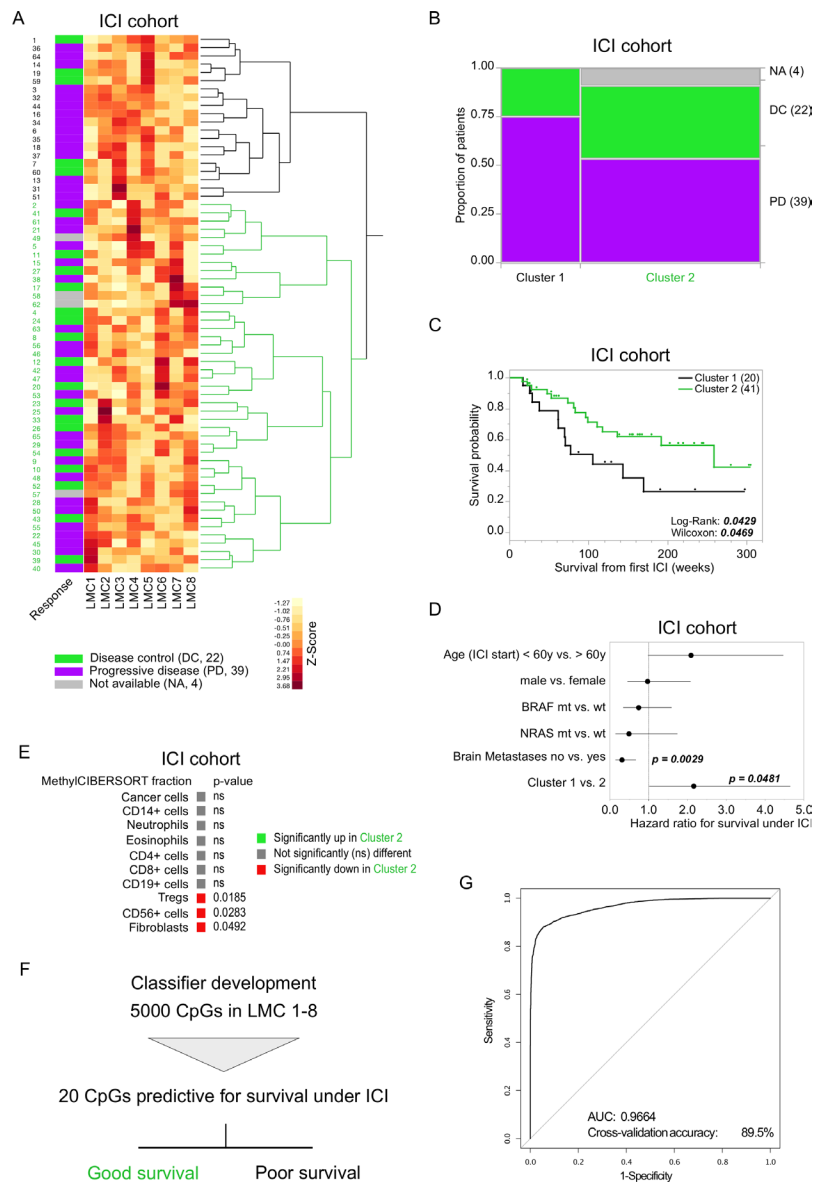 A
ICI cohort
1
36
64
14
19
59
3
32
44
16
34
6
35
18
37
7
60
13
31
51
2
41
61
21
49
5
11
15
27
38
17
58
62
4
24
63
8
56
46
12
42
47
20
53
23
25
33
26
65
29
54
9
10
48
52
57
28
50
43
55
22
45
30
39
40
Response
LMC1
LMC2
LMC3
LMC4
LMC5
LMC6
LMC7
LMC8
-1.27
-1.02
-0.76
-0.51
-0.25
0.00
0.74
1.47
2.21
2.95
3.68
Z-Score
Disease control (DC, 22)
Progressive disease (PD, 39)
Not available (NA, 4)
B
ICI cohort
Proportion of patients
1.00
0.75
0.50
0.25
0.00
NA (4)
DC (22)
PD (39)
Cluster 1
Cluster 2
C
ICI cohort
Cluster 1 (20)
Cluster 2 (41)
Survival probability
1.0
0.8
0.6
0.4
0.2
0.0
Log-Rank: 0.0429
Wilcoxon: 0.0469
0
100
200
300
Survival from first ICI (weeks)
D
ICI cohort
Age (ICI start) < 60y vs. > 60y
male vs. female
BRAF mt vs. wt
NRAS mt vs. wt
Brain Metastases no vs. yes
p = 0.0029
Cluster 1 vs. 2
p = 0.0481
0.0
1.0
2.0
3.0
4.0
5.0
Hazard ratio for survival under ICI
E
ICI cohort
MethylCIBERSORT fraction p-value
Cancer cells ns
CD14+ cells ns
Neutrophils ns
Eosinophils ns
CD4+ cells ns
CD8+ cells ns
CD19+ cells ns
Tregs 0.0185
CD56+ cells 0.0283
Fibroblasts 0.0492
Significantly up in Cluster 2
Not significantly (ns) different
Significantly down in Cluster 2
F
Classifier development
5000 CpGs in LMC 1-8
20 CpGs predictive for survival under ICI
Good survival
Poor survival
G
Sensitivity
1.0
0.8
0.6
0.4
0.2
0.0
AUC: 0.9664
Cross-validation accuracy: 89.5%
0.0
0.2
0.4
0.6
0.8
1.0
1-Specificity